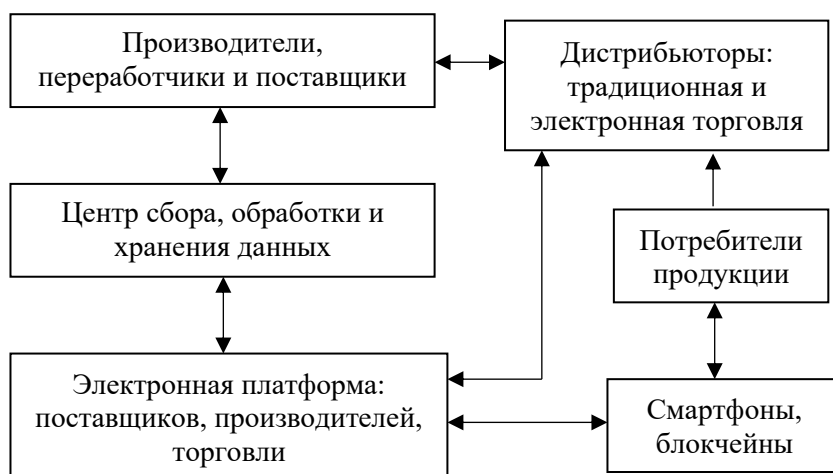 Производители,
переработчики и поставщики
Дистрибьюторы:
традиционная и
электронная торговля
Центр сбора, обработки и
хранения данных
Потребители
продукции
Электронная платформа:
поставщиков, производителей,
торговли
Смартфоны,
блокчейны